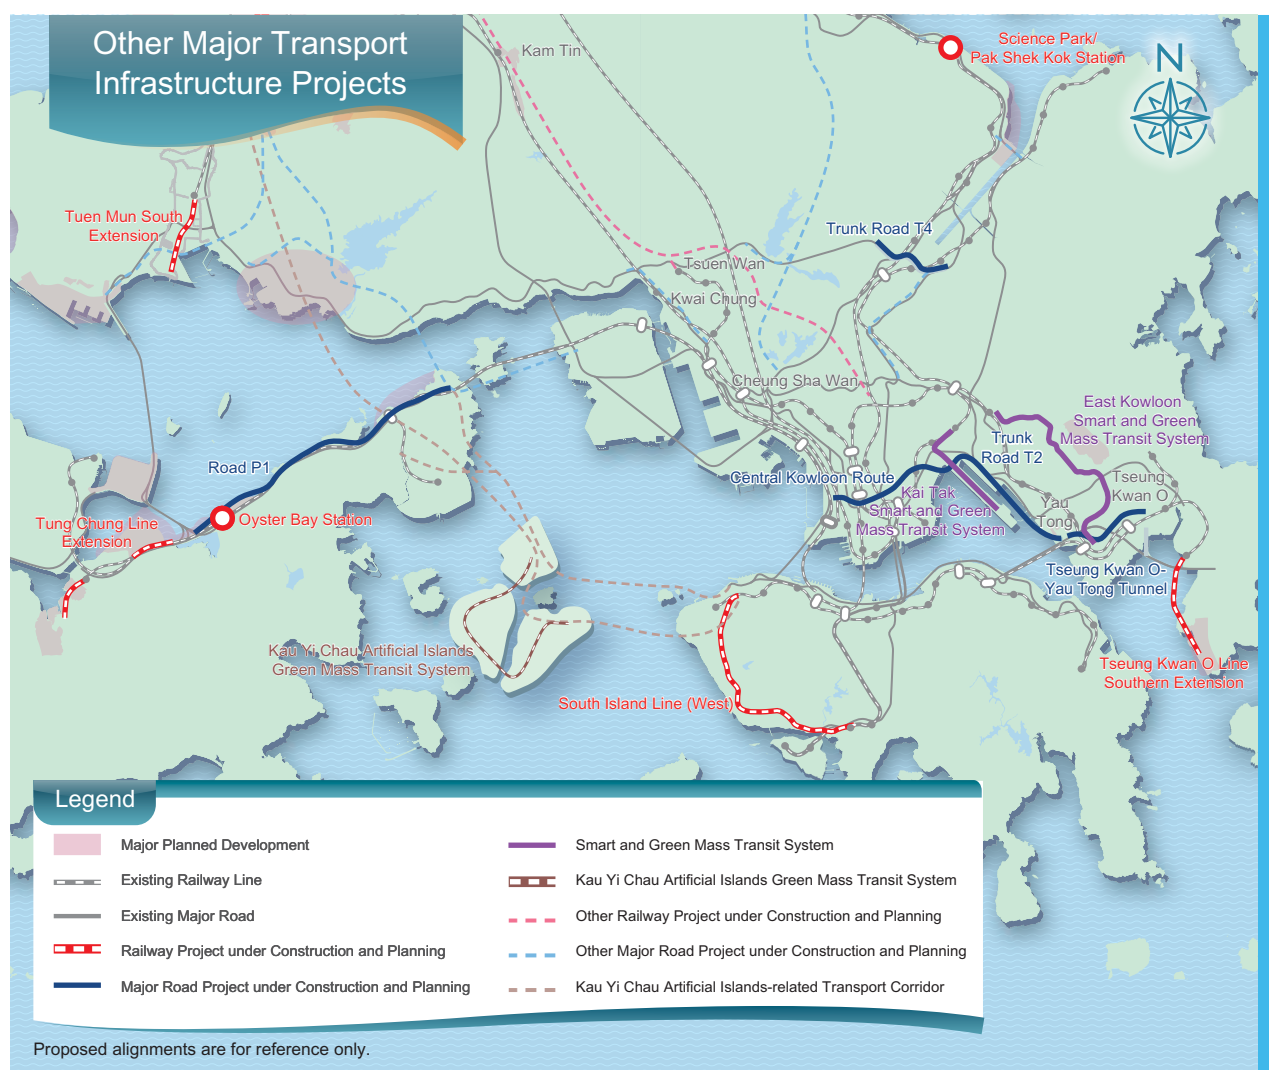 Other Major Transport
Infrastructure Projects
Kam Tin
Science Park/
Pak Shek Kok Station
N
Tuen Mun South
Extension
Trunk Road T4
Tsuen Wan
Kwai Chung
Cheung Sha Wan
East Kowloon
Smart and Green
Mass Transit System
Trunk
Road T2
Road P1
Central Kowloon Route
Tseung
Kwan O
Kai Tak
Smart and Green
Mass Transit System
Yau
Tong
Tung Chung Line
Extension
Oyster Bay Station
Tseung Kwan O-
Yau Tong Tunnel
Kau Yi Chau Artificial Islands
Green Mass Transit System
Tseung Kwan O Line
Southern Extension
South Island Line (West)
Legend
Major Planned Development
Existing Railway Line
Existing Major Road
Railway Project under Construction and Planning
Major Road Project under Construction and Planning
Smart and Green Mass Transit System
Kau Yi Chau Artificial Islands Green Mass Transit System
Other Railway Project under Construction and Planning
Other Major Road Project under Construction and Planning
Kau Yi Chau Artificial Islands-related Transport Corridor
Proposed alignments are for reference only.